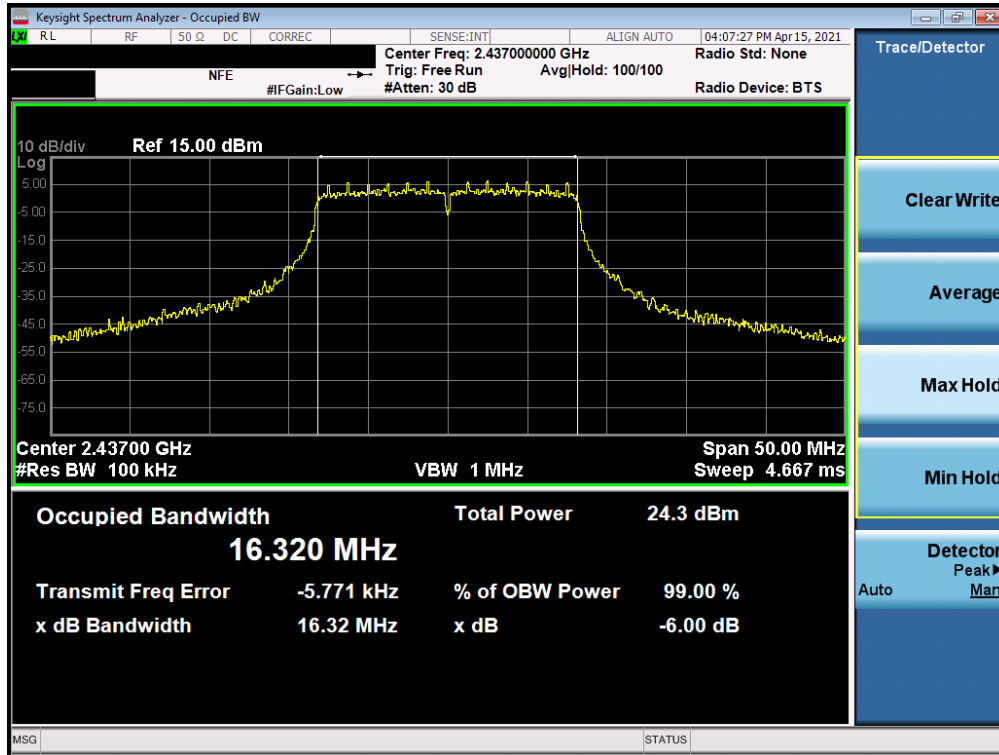 Keysight Spectrum Analyzer - Occupied BW
LXI RL RF 50 Ω DC CORREC SENSE:INT ALIGN AUTO 04:07:27 PM Apr 15, 2021
Center Freq: 2.437000000 GHz Radio Std: None
NFE Trig: Free Run Avg|Hold: 100/100
#IFGain:Low #Atten: 30 dB Radio Device: BTS
Trace/Detector
10 dB/div Ref 15.00 dBm
Log
5.00
-5.00
-15.0
-25.0
-35.0
-45.0
-55.0
-65.0
-75.0
Center 2.43700 GHz Span 50.00 MHz
#Res BW 100 kHz VBW 1 MHz Sweep 4.667 ms
Occupied Bandwidth Total Power 24.3 dBm
16.320 MHz
Transmit Freq Error -5.771 kHz % of OBW Power 99.00 %
x dB Bandwidth 16.32 MHz x dB -6.00 dB
Clear Write
Average
Max Hold
Min Hold
Detector
Peak▶
Auto Man
MSG STATUS